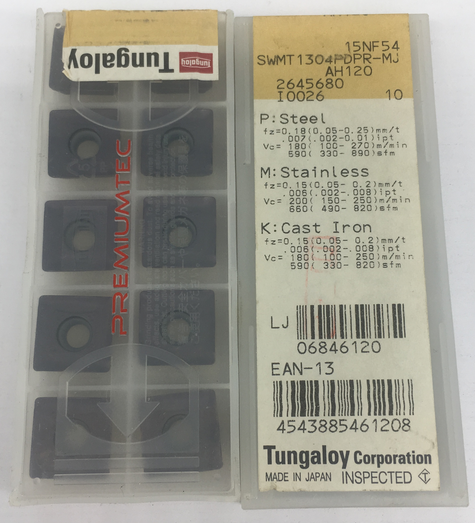 Tungaloy
Tungaloy
PREMIUMTEC
15NF54
SWMT1304PDPR-MJ
AH120
2645680
I0026 10
P:Steel
fz=0.18(0.05-0.25)mm/t
.007(.002-0.01)ipt
Vc= 180( 100- 270)m/min
590( 330- 890)sfm
M:Stainless
fz=0.15(0.05- 0.2)mm/t
.006(.002-.008)ipt
Vc= 200( 150- 250)m/min
660( 490- 820)sfm
K:Cast Iron
fz=0.15(0.05- 0.2)mm/t
.006(.002-.008)ipt
Vc= 180( 100- 250)m/min
590( 330- 820)sfm
LJ
06846120
EAN-13
4543885461208
Tungaloy Corporation
MADE IN JAPAN INSPECTED